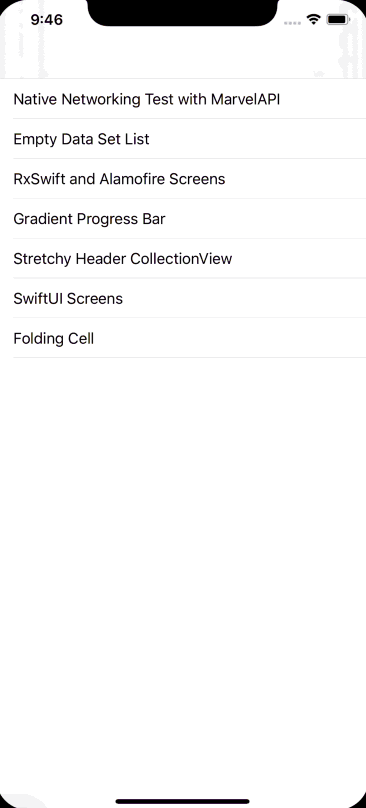 9:46
Native Networking Test with MarvelAPI
Empty Data Set List
RxSwift and Alamofire Screens
Gradient Progress Bar
Stretchy Header CollectionView
SwiftUI Screens
Folding Cell